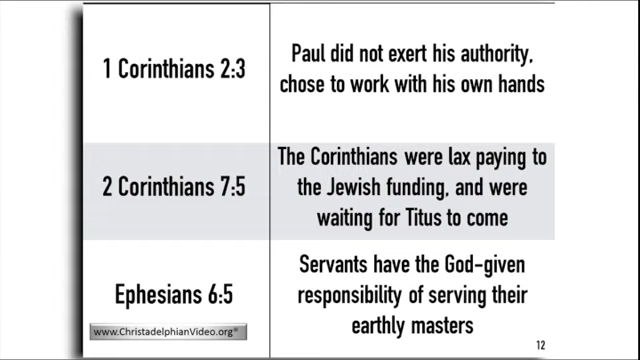 1 Corinthians 2:3
Paul did not exert his authority,
chose to work with his own hands
2 Corinthians 7:5
The Corinthians were lax paying to
the Jewish funding, and were
waiting for Titus to come
Ephesians 6:5
Servants have the God-given
responsibility of serving their
earthly masters
www.ChristadelphianVideo.org®
12